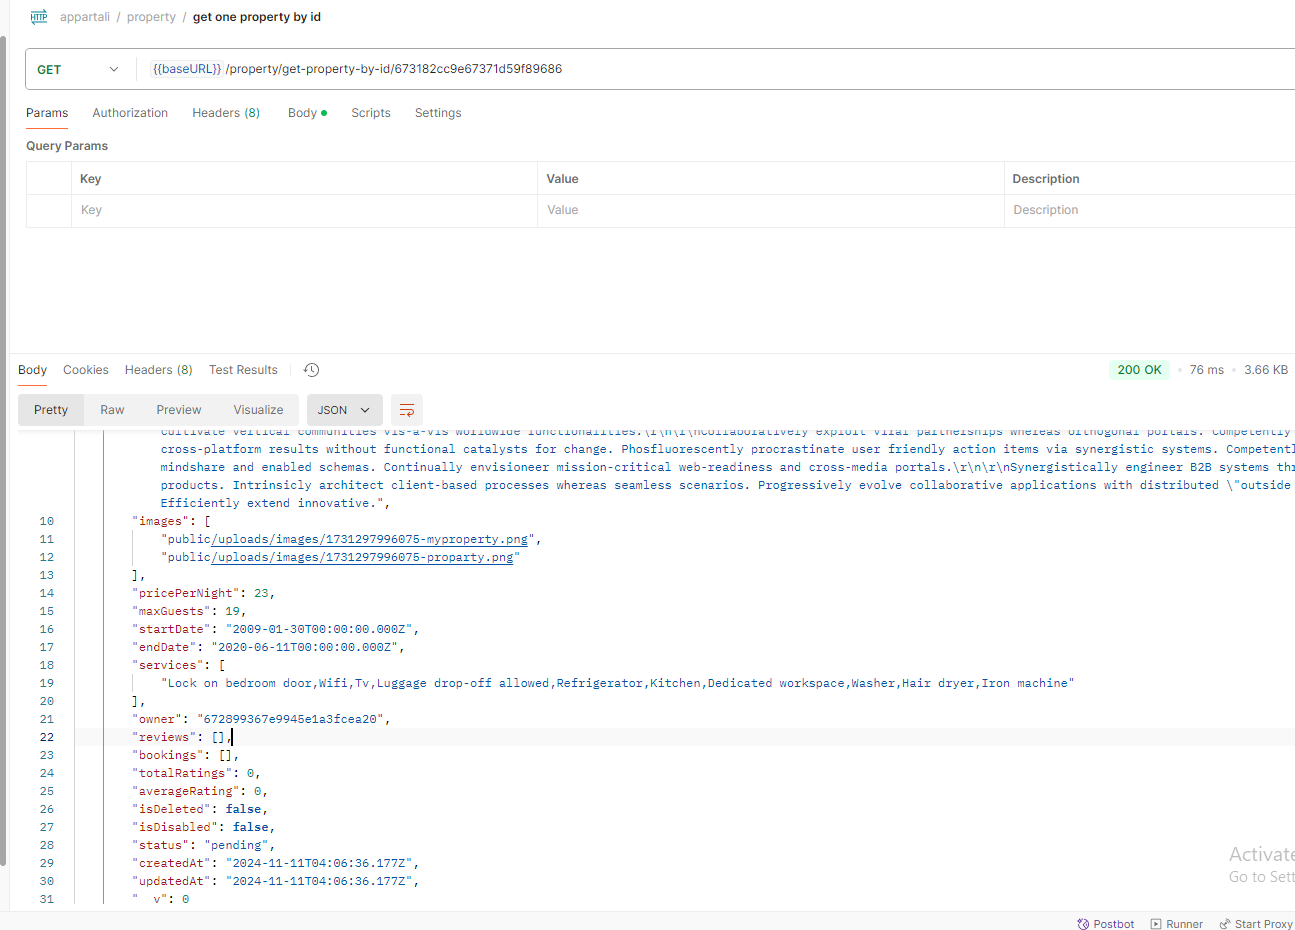 HTTP appartali / property / get one property by id
GET {{baseURL}} /property/get-property-by-id/673182cc9e67371d59f89686
Params Authorization Headers (8) Body Scripts Settings
Query Params
Key Value Description
Key Value Description
Body Cookies Headers (8) Test Results 200 OK 76 ms 3.66 KB
Pretty Raw Preview Visualize JSON
cultivate vertical communities vis-a-vis worldwide functionalities.\r\n\r\nCollaboratively exploit viral partnerships whereas orthogonal portals. Competently
cross-platform results without functional catalysts for change. Phosfluorescently procrastinate user friendly action items via synergistic systems. Competentl
mindshare and enabled schemas. Continually envisioneer mission-critical web-readiness and cross-media portals.\r\n\r\nSynergistically engineer B2B systems thr
products. Intrinsicly architect client-based processes whereas seamless scenarios. Progressively evolve collaborative applications with distributed \"outside
Efficiently extend innovative.",
10 "images": [
11 "public/uploads/images/1731297996075-myproperty.png",
12 "public/uploads/images/1731297996075-proparty.png"
13 ],
14 "pricePerNight": 23,
15 "maxGuests": 19,
16 "startDate": "2009-01-30T00:00:00.000Z",
17 "endDate": "2020-06-11T00:00:00.000Z",
18 "services": [
19 "Lock on bedroom door,Wifi,Tv,Luggage drop-off allowed,Refrigerator,Kitchen,Dedicated workspace,Washer,Hair dryer,Iron machine"
20 ],
21 "owner": "672899367e9945e1a3fcea20",
22 "reviews": [],
23 "bookings": [],
24 "totalRatings": 0,
25 "averageRating": 0,
26 "isDeleted": false,
27 "isDisabled": false,
28 "status": "pending",
29 "createdAt": "2024-11-11T04:06:36.177Z",
30 "updatedAt": "2024-11-11T04:06:36.177Z",
31 "__v": 0
Activate
Go to Sett
Postbot Runner Start Proxy